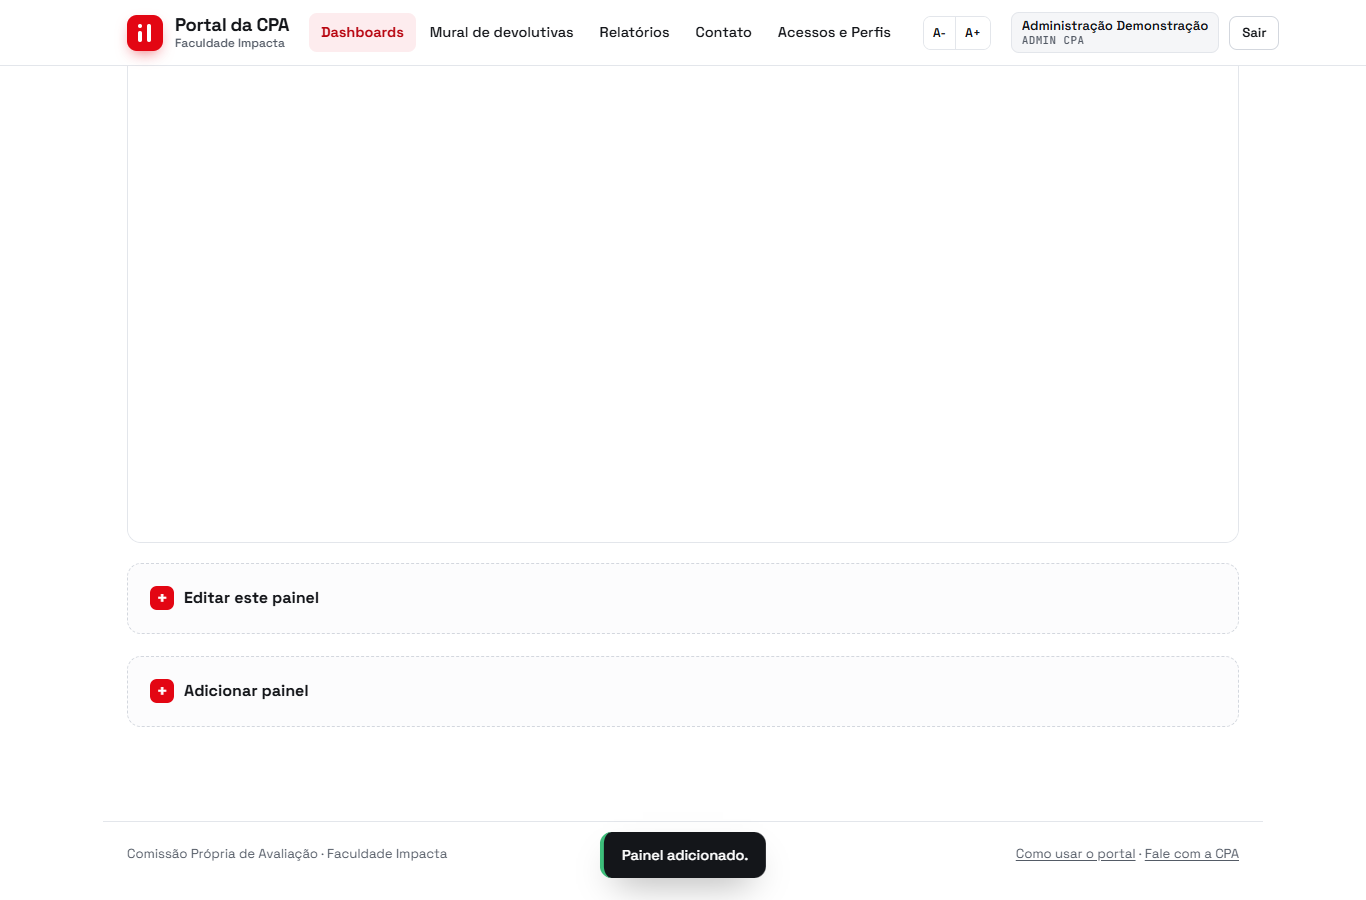 Portal da CPA
Faculdade Impacta
Dashboards
Mural de devolutivas
Relatórios
Contato
Acessos e Perfis
A-
A+
Administração Demonstração
ADMIN CPA
Sair
+ Editar este painel
+ Adicionar painel
Comissão Própria de Avaliação · Faculdade Impacta
Painel adicionado.
Como usar o portal · Fale com a CPA